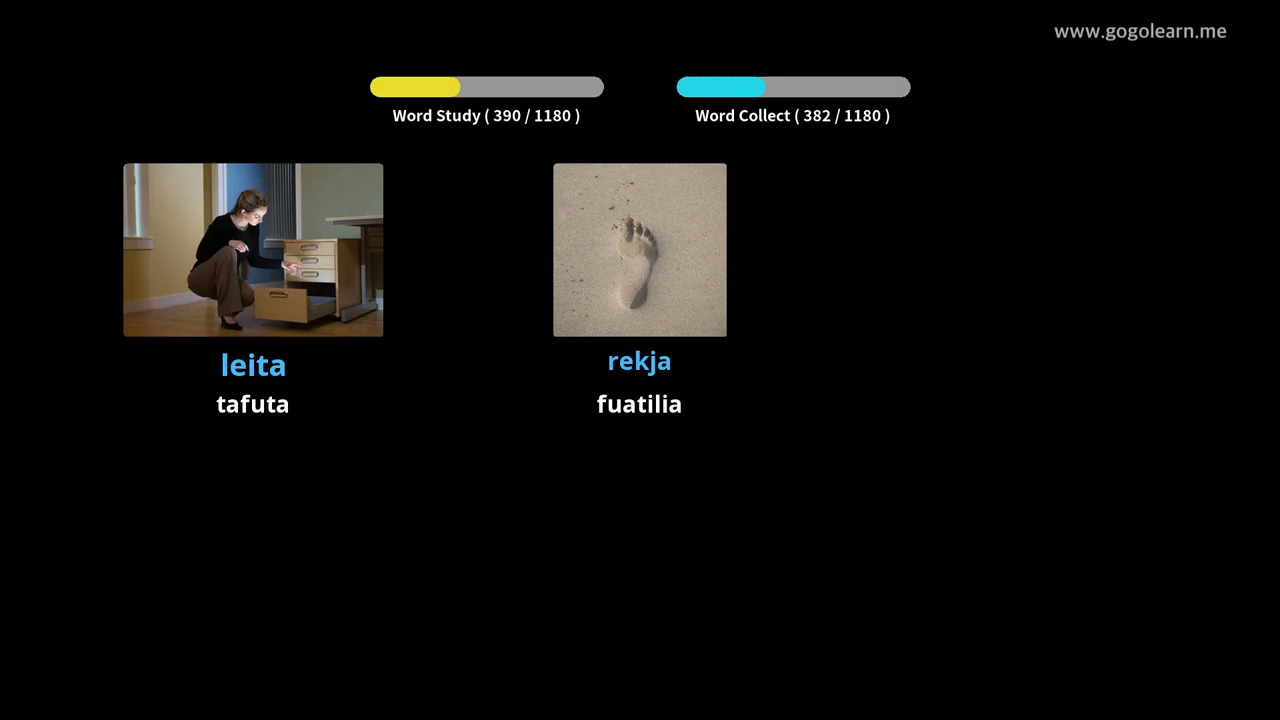 www.gogolearn.me
Word Study ( 390 / 1180 )
Word Collect ( 382 / 1180 )
leita
tafuta
rekja
fuatilia